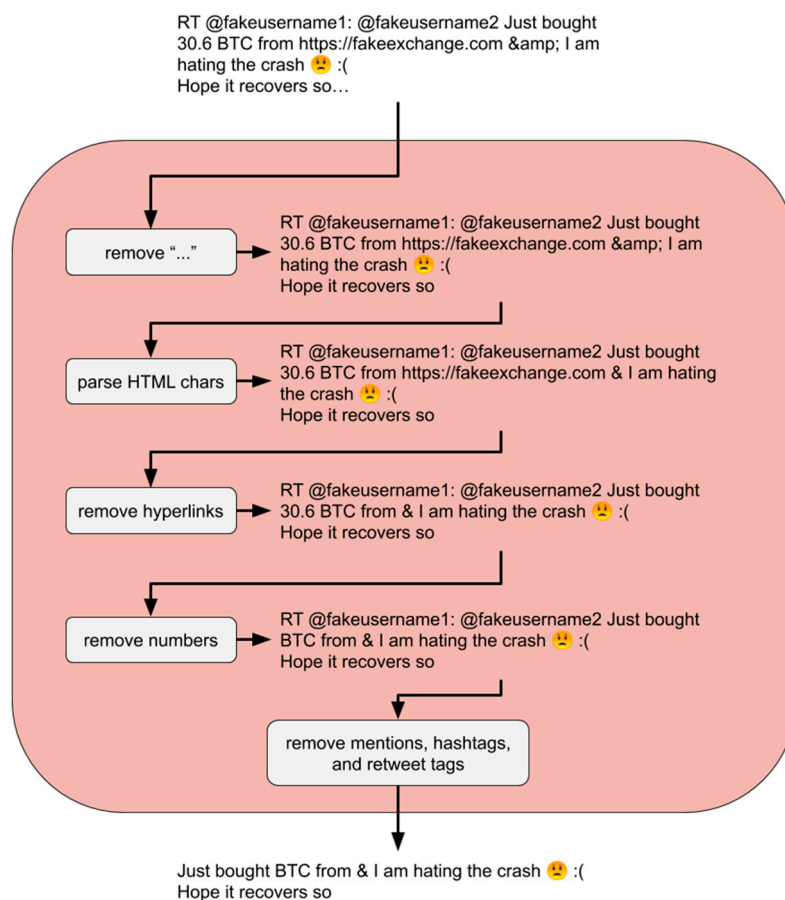 RT @fakeusername1: @fakeusername2 Just bought
30.6 BTC from https://fakeexchange.com &amp; I am
hating the crash 😡 :(
Hope it recovers so…
remove “...”
RT @fakeusername1: @fakeusername2 Just bought
30.6 BTC from https://fakeexchange.com &amp; I am
hating the crash 😡 :(
Hope it recovers so
parse HTML chars
RT @fakeusername1: @fakeusername2 Just bought
30.6 BTC from https://fakeexchange.com & I am hating
the crash 😡 :(
Hope it recovers so
remove hyperlinks
RT @fakeusername1: @fakeusername2 Just bought
30.6 BTC from & I am hating the crash 😡 :(
Hope it recovers so
remove numbers
RT @fakeusername1: @fakeusername2 Just bought
BTC from & I am hating the crash 😡 :(
Hope it recovers so
remove mentions, hashtags,
and retweet tags
Just bought BTC from & I am hating the crash 😡 :(
Hope it recovers so